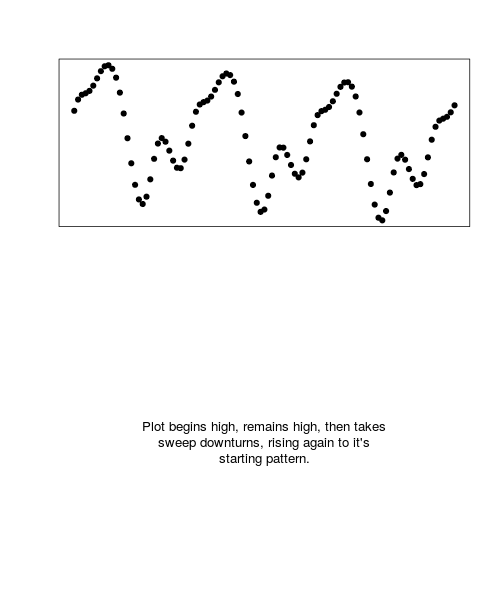 Plot begins high, remains high, then takes
sweep downturns, rising again to it's
starting pattern.